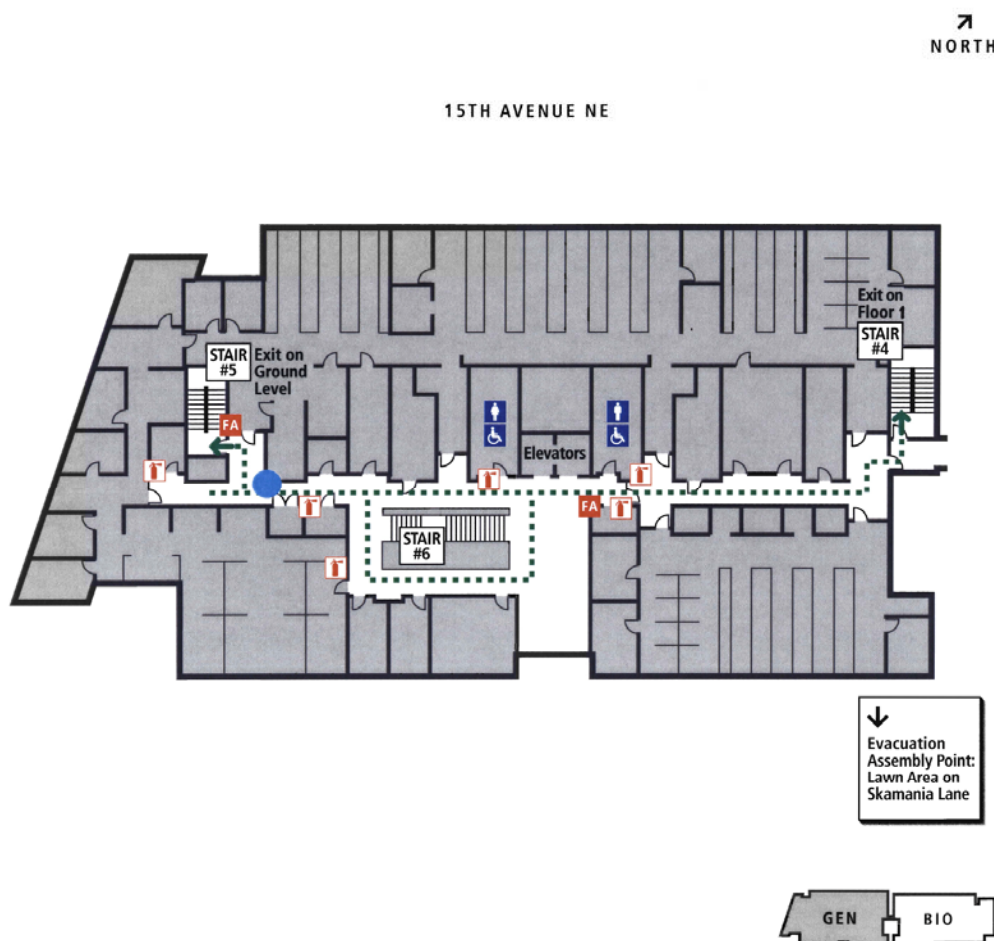 NORTH
15TH AVENUE NE
Exit on
Floor 1
STAIR
#4
STAIR
#5
Exit on
Ground
Level
FA
Elevators
FA
STAIR
#6
Evacuation
Assembly Point:
Lawn Area on
Skamania Lane
GEN
BIO